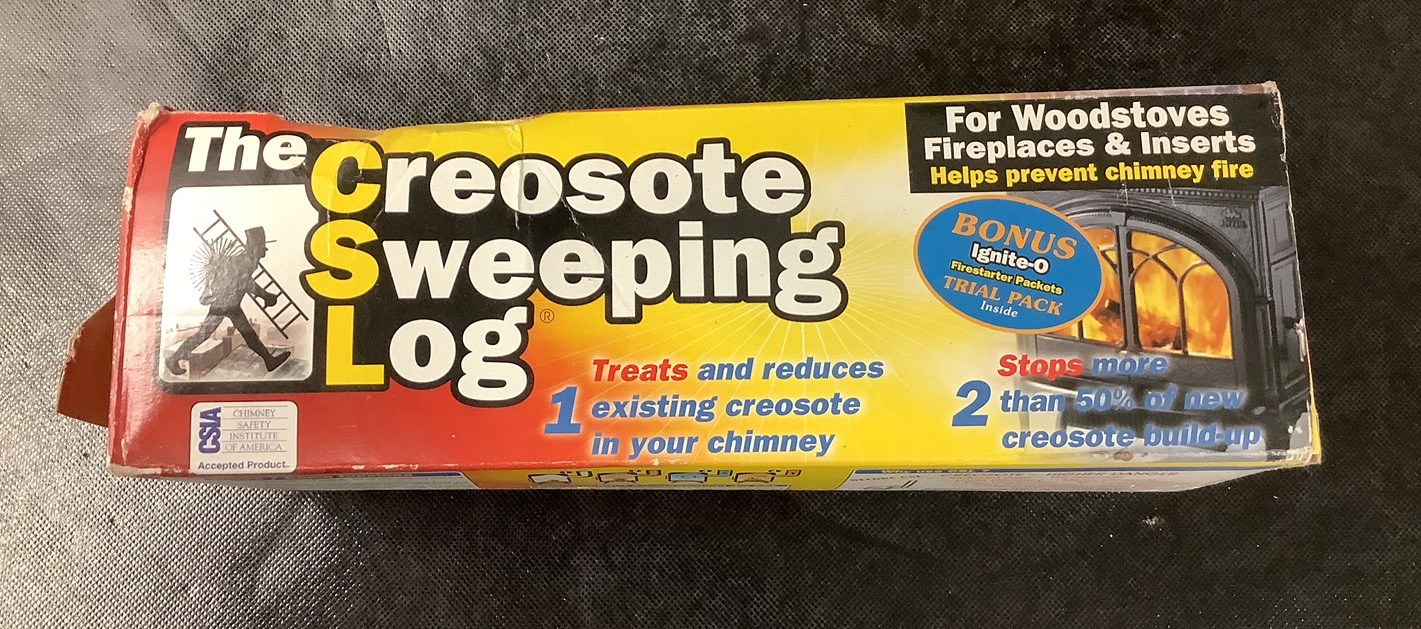 The Creosote
Sweeping
Log®
CSIA
CHIMNEY
SAFETY
INSTITUTE
OF AMERICA
Accepted Product
1 Treats and reduces
existing creosote
in your chimney
For Woodstoves
Fireplaces & Inserts
Helps prevent chimney fire
BONUS
Ignite-O
Firestarter Packets
TRIAL PACK
Inside
2 Stops more
than 50% of new
creosote build-up